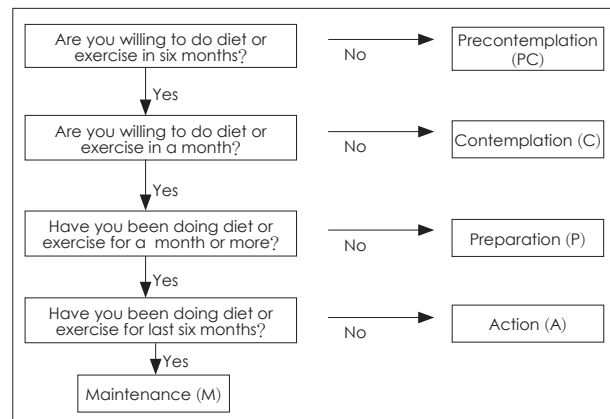 Are you willing to do diet or
exercise in six months?
No
Precontemplation
(PC)
Yes
Are you willing to do diet or
exercise in a month?
No
Contemplation (C)
Yes
Have you been doing diet or
exercise for a month or more?
No
Preparation (P)
Yes
Have you been doing diet or
exercise for last six months?
No
Action (A)
Yes
Maintenance (M)